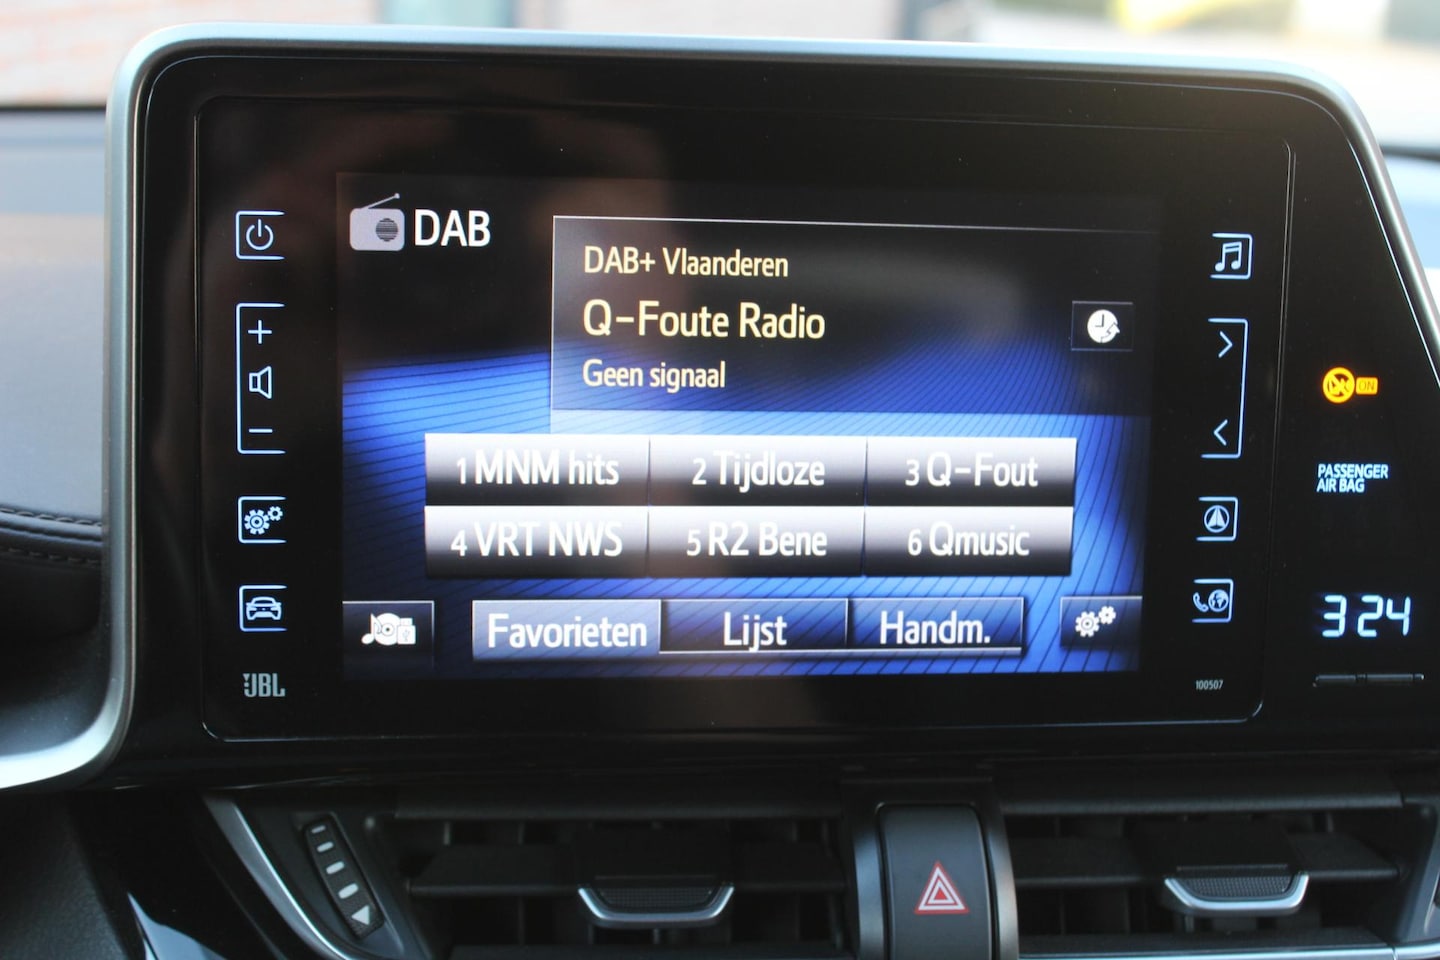 DAB
DAB+ Vlaanderen
Q-Foute Radio
Geen signaal
1 MNM hits
2 Tijdloze
3 Q-Fout
4 VRT NWS
5 R2 Bene
6 Qmusic
Favorieten
Lijst
Handm.
JBL
100507
ON
PASSENGER
AIR BAG
3:24